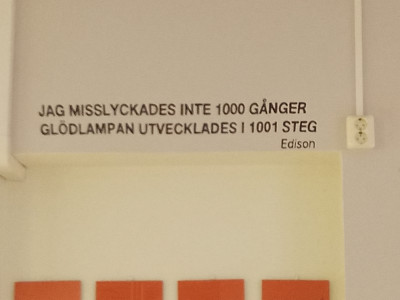 JAG MISSLYCKADES INTE 1000 GÅNGER
GLÖDLAMPAN UTVECKLADES I 1001 STEG
Edison